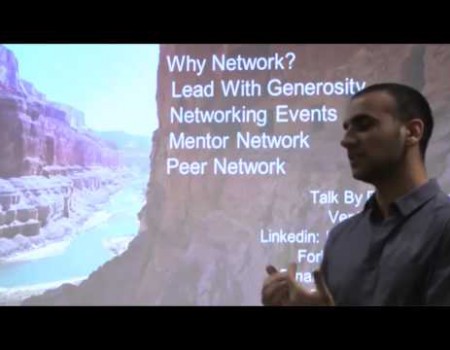 Why Network?
Lead With Generosity
Networking Events
Mentor Network
Peer Network
Talk By
Linkedin: